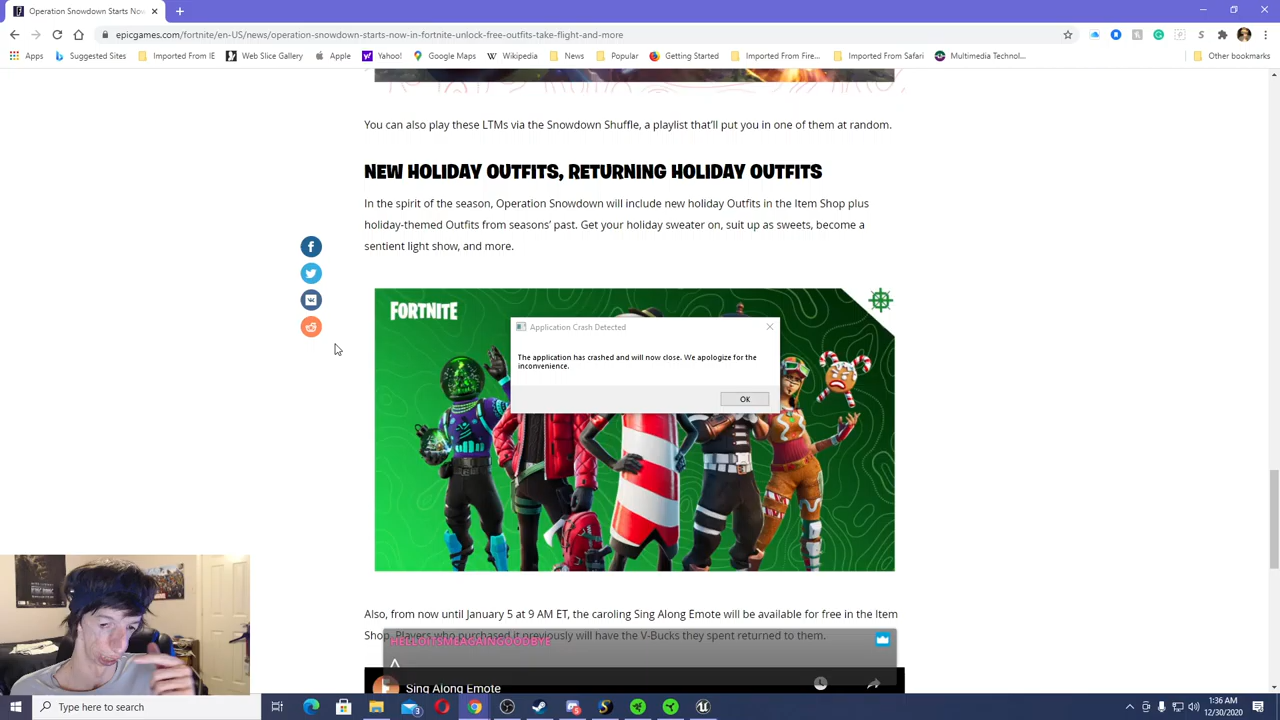 Operation Snowdown Starts Now
epicgames.com/fortnite/en-US/news/operation-snowdown-starts-now-in-fortnite-unlock-free-outfits-take-flight-and-more
Apps
Suggested Sites
Imported From IE
Web Slice Gallery
Apple
Yahoo!
Google Maps
Wikipedia
News
Popular
Getting Started
Imported From Fire...
Imported From Safari
Multimedia Technol...
Other bookmarks
You can also play these LTMs via the Snowdown Shuffle, a playlist that'll put you in one of them at random.
NEW HOLIDAY OUTFITS, RETURNING HOLIDAY OUTFITS
In the spirit of the season, Operation Snowdown will include new holiday Outfits in the Item Shop plus
holiday-themed Outfits from seasons' past. Get your holiday sweater on, suit up as sweets, become a
sentient light show, and more.
FORTNITE
Application Crash Detected
The application has crashed and will now close. We apologize for the
inconvenience.
OK
Also, from now until January 5 at 9 AM ET, the caroling Sing Along Emote will be available for free in the Item
Shop. Players who purchased it previously will have the V-Bucks they spent returned to them.
HELLOITSMEAGAINGOODBYE
^
Sing Along Emote
Type here to search
3
5
1:36 AM
12/30/2020